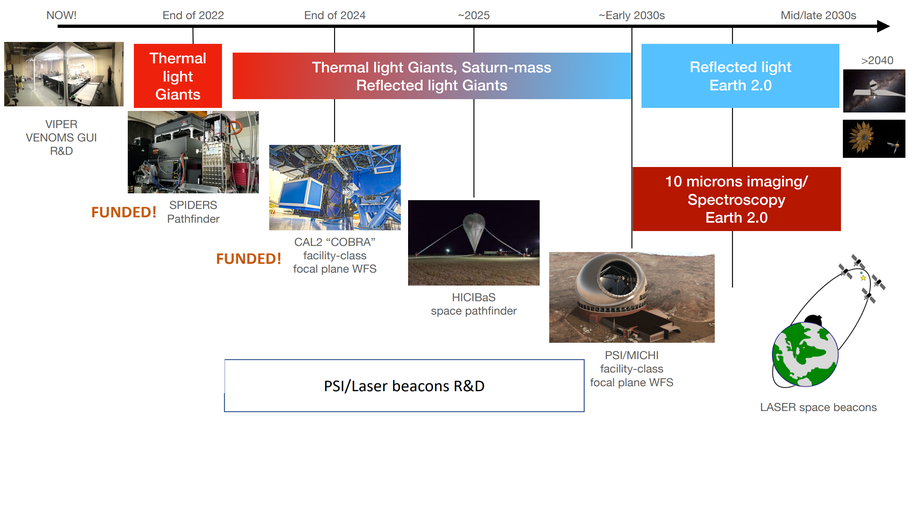 NOW!
End of 2022
End of 2024
~2025
~Early 2030s
Mid/late 2030s
Thermal
light
Giants
Thermal light Giants, Saturn-mass
Reflected light Giants
Reflected light
Earth 2.0
>2040
VIPER
VENOMS GUI
R&D
10 microns imaging/
Spectroscopy
Earth 2.0
FUNDED!
SPIDERS
Pathfinder
FUNDED!
CAL2 “COBRA”
facility-class
focal plane WFS
HICIBaS
space pathfinder
PSI/MICHI
facility-class
focal plane WFS
PSI/Laser beacons R&D
LASER space beacons